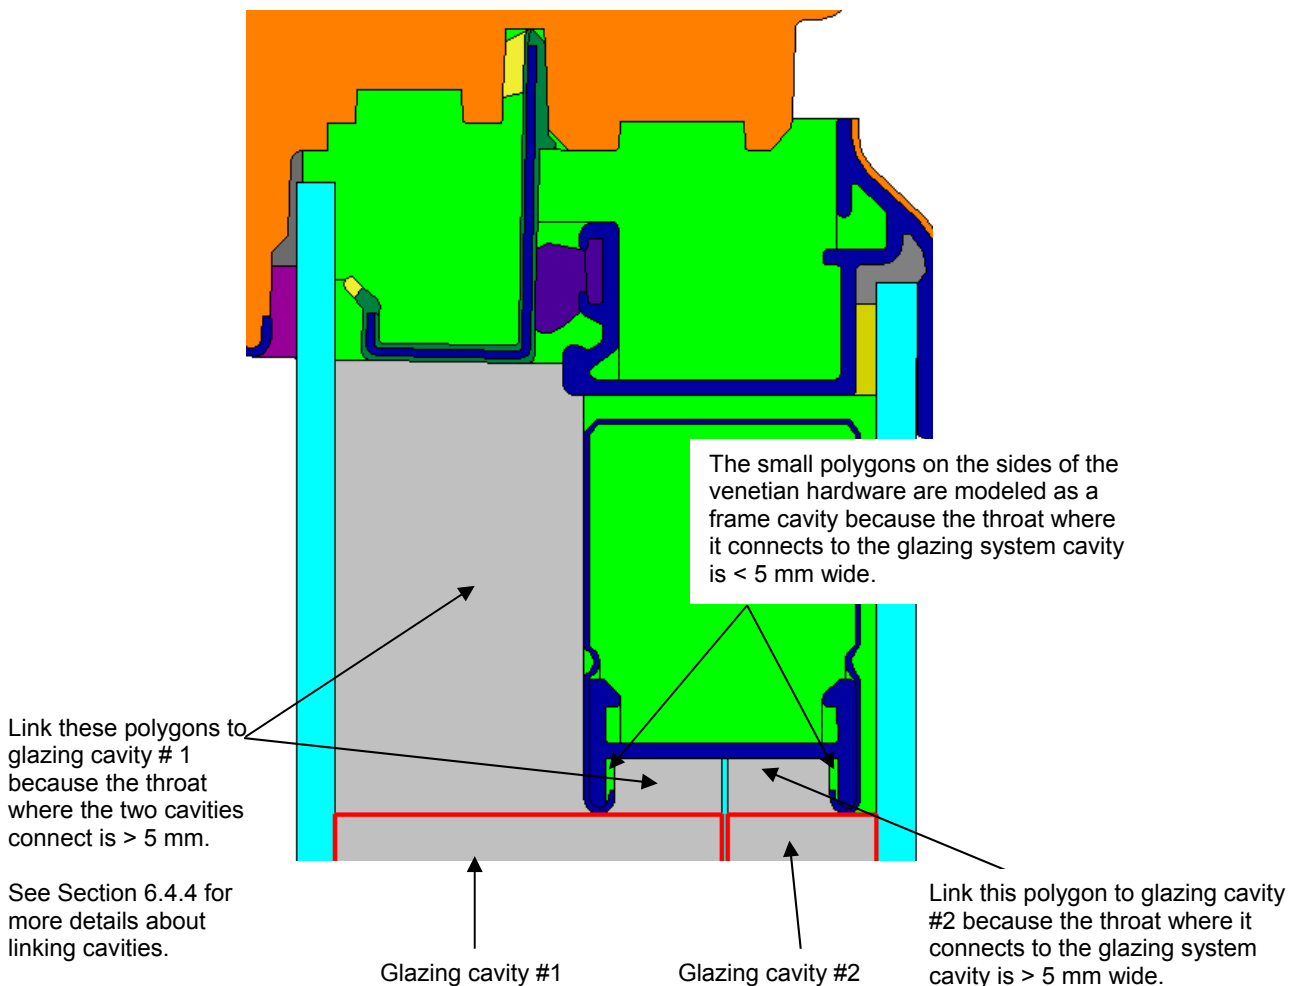 The small polygons on the sides of the
venetian hardware are modeled as a
frame cavity because the throat where
it connects to the glazing system cavity
is < 5 mm wide.
Link these polygons to
glazing cavity # 1
because the throat
where the two cavities
connect is > 5 mm.
See Section 6.4.4 for
more details about
linking cavities.
Glazing cavity #1
Glazing cavity #2
Link this polygon to glazing cavity
#2 because the throat where it
connects to the glazing system
cavity is > 5 mm wide.